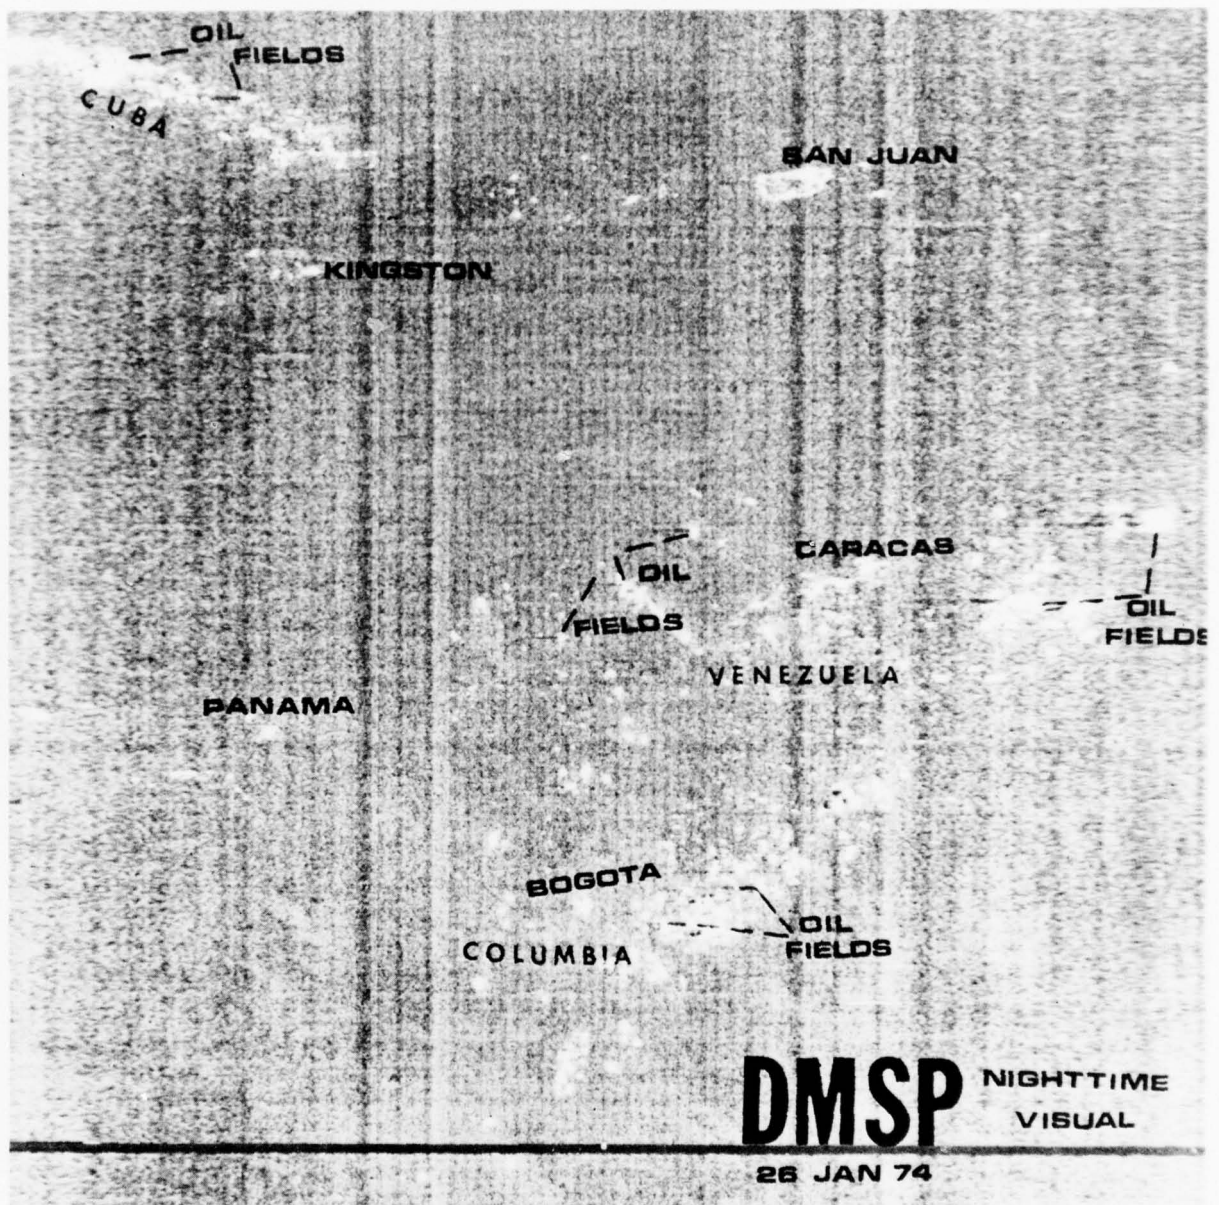 OIL
FIELDS
CUBA
SAN JUAN
KINGSTON
CARACAS
OIL
FIELDS
OIL
FIELDS
VENEZUELA
PANAMA
BOGOTA
OIL
FIELDS
COLUMBIA
DMSP NIGHTTIME
VISUAL
26 JAN 74